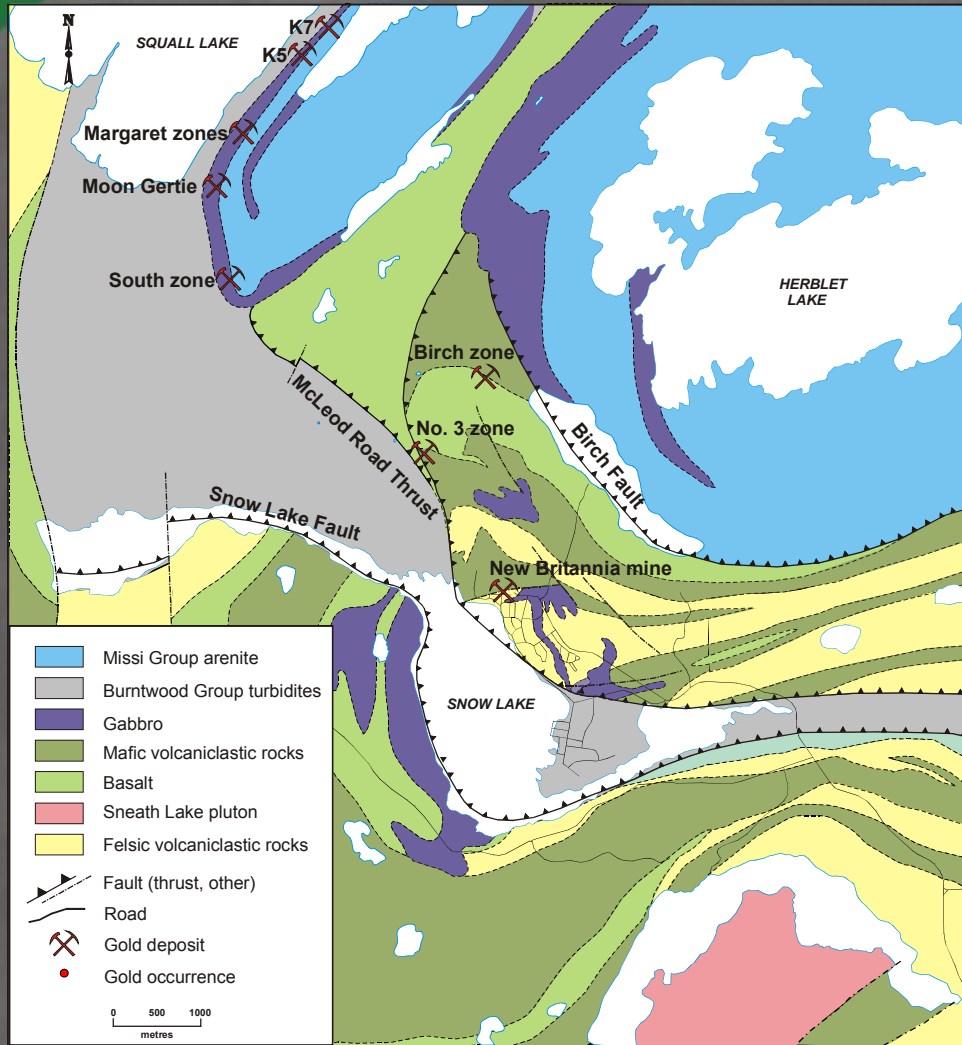 N
SQUALL LAKE
K7
K5
Margaret zones
Moon Gertie
South zone
HERBLET
LAKE
Birch zone
McLeod Road Thrust
No. 3 zone
Birch Fault
Snow Lake Fault
New Britannia mine
SNOW LAKE
Missi Group arenite
Burntwood Group turbidites
Gabbro
Mafic volcaniclastic rocks
Basalt
Sneath Lake pluton
Felsic volcaniclastic rocks
Fault (thrust, other)
Road
Gold deposit
Gold occurrence
0 500 1000
metres